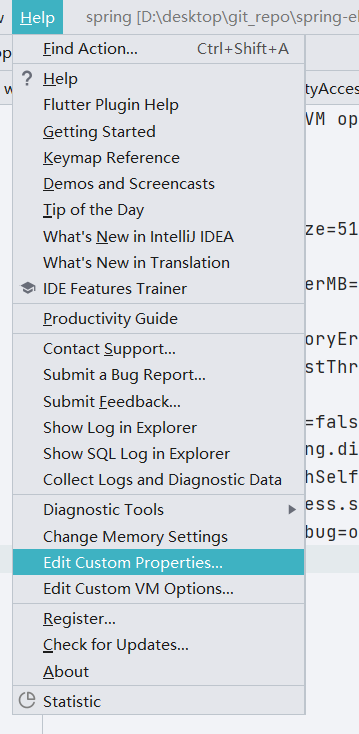 Help spring [D:\desktop\git_repo\spring-el
Find Action... Ctrl+Shift+A
Help
Flutter Plugin Help
Getting Started
Keymap Reference
Demos and Screencasts
Tip of the Day
What's New in IntelliJ IDEA
What's New in Translation
IDE Features Trainer
Productivity Guide
Contact Support...
Submit a Bug Report...
Submit Feedback...
Show Log in Explorer
Show SQL Log in Explorer
Collect Logs and Diagnostic Data
Diagnostic Tools
Change Memory Settings
Edit Custom Properties...
Edit Custom VM Options...
Register...
Check for Updates...
About
Statistic
op
w
tyAcces
VM op
ze=51
erMB=
oryEr
stThr
=fals
ng.di
hSelf
ess.s
bug=o